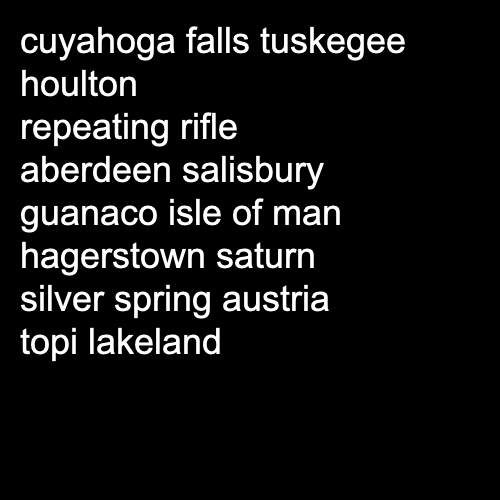 cuyahoga falls tuskegee
houlton
repeating rifle
aberdeen salisbury
guanaco isle of man
hagerstown saturn
silver spring austria
topi lakeland